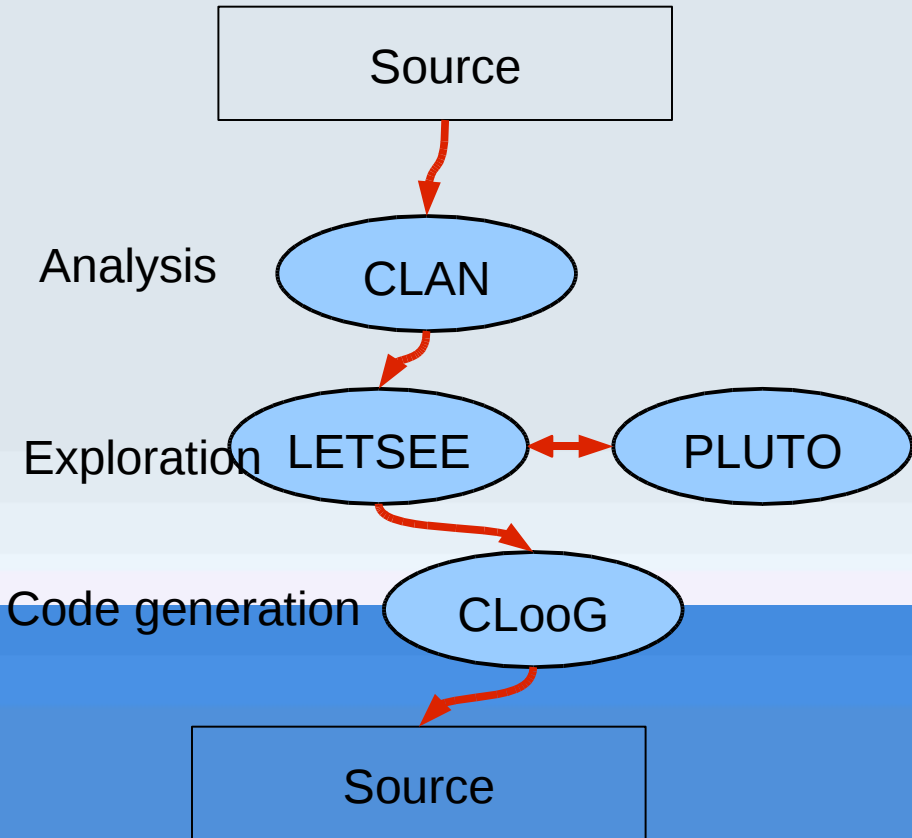 Source
Analysis
CLAN
Exploration
LETSEE
PLUTO
Code generation
CLooG
Source